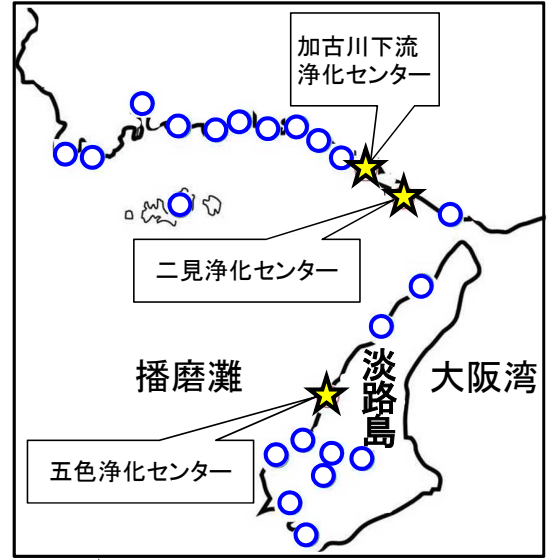 加古川下流
浄化センター
二見浄化センター
播磨灘
淡路島
大阪湾
五色浄化センター